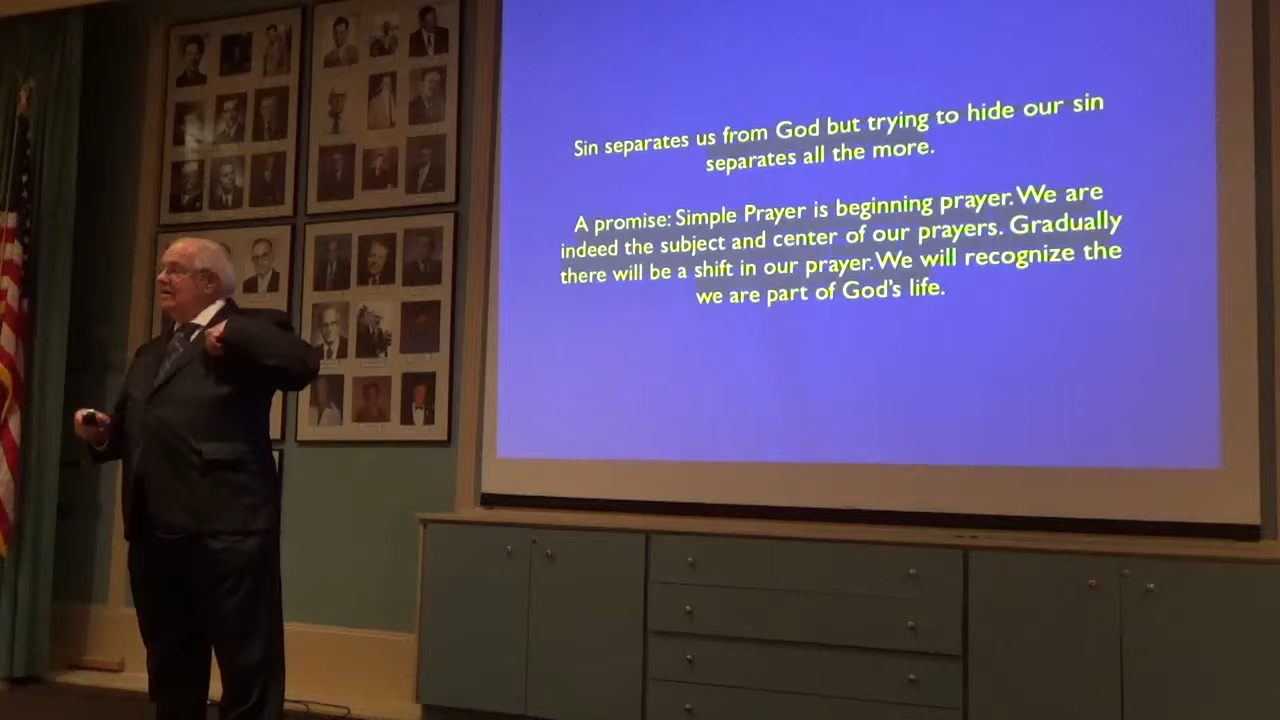 Sin separates us from God but trying to hide our sin
separates all the more.
A promise: Simple Prayer is beginning prayer. We are
indeed the subject and center of our prayers. Gradually
there will be a shift in our prayer. We will recognize the
we are part of God's life.